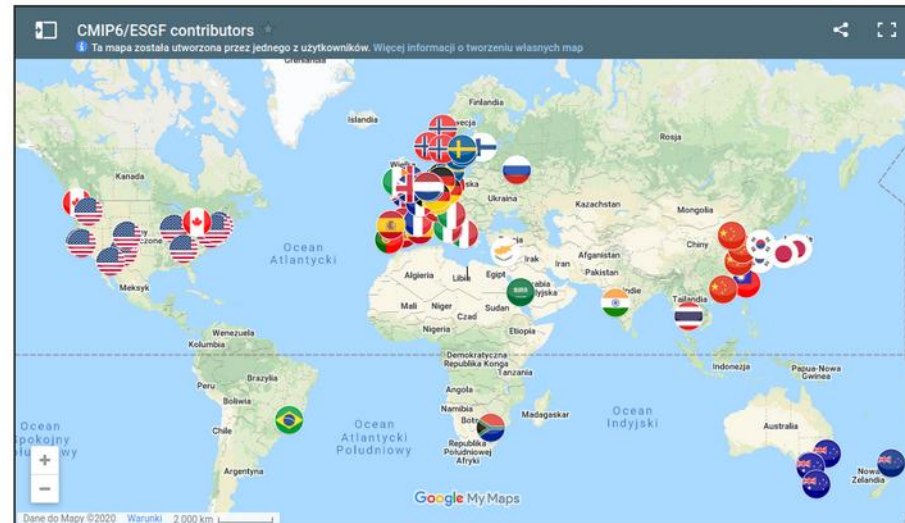 CMIP6/ESGF contributors
Ta mapa została utworzona przez jednego z użytkowników. Więcej informacji o tworzeniu własnych map
Grenlandia
Finlandia
Islandia
Rosja
Kanada
Ukraina
Kazachstan
Mongolia
Ocean
Atlantycki
Chiny
Irak
Iran
Afganistan
Pakistan
Algieria
Libia
Egipt
Meksyk
Mali
Niger
Czad
Sudan
Tajlandia
Nigeria
Etiopia
Wenezuela
Kolumbia
Demokratyczna
Republika Konga
Tanzania
Indonezja
Papua-Nowa
Gwinea
Brazylia
Peru
Angola
Boliwia
Namibia
Madagaskar
Ocean
Indyjski
Australia
Chile
Ocean
Atlantycki
Południowy
Ocean
Republika
Południowej
Afryki
Nowa
Zelandia
Argentyna
Google My Maps
Dane do Mapy ©2020 Warunki 2 000 km